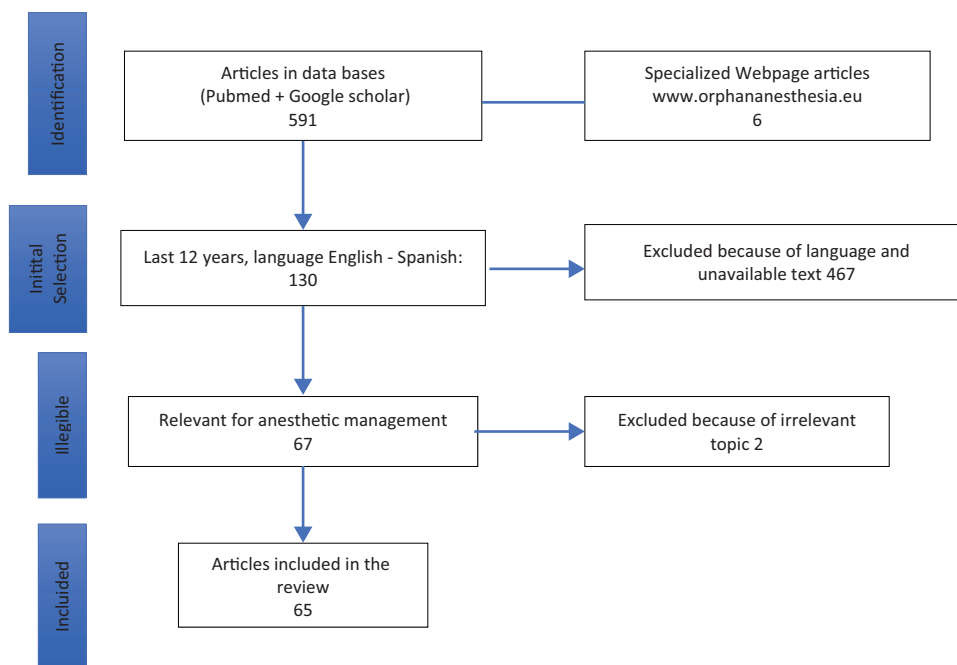 Identification
Articles in data bases
(Pubmed + Google scholar)
591
Specialized Webpage articles
www.orphananesthesia.eu
6
Initital
Selection
Last 12 years, language English - Spanish:
130
Excluded because of language and
unavailable text 467
Illegible
Relevant for anesthetic management
67
Excluded because of irrelevant
topic 2
Incluided
Articles included in the
review
65